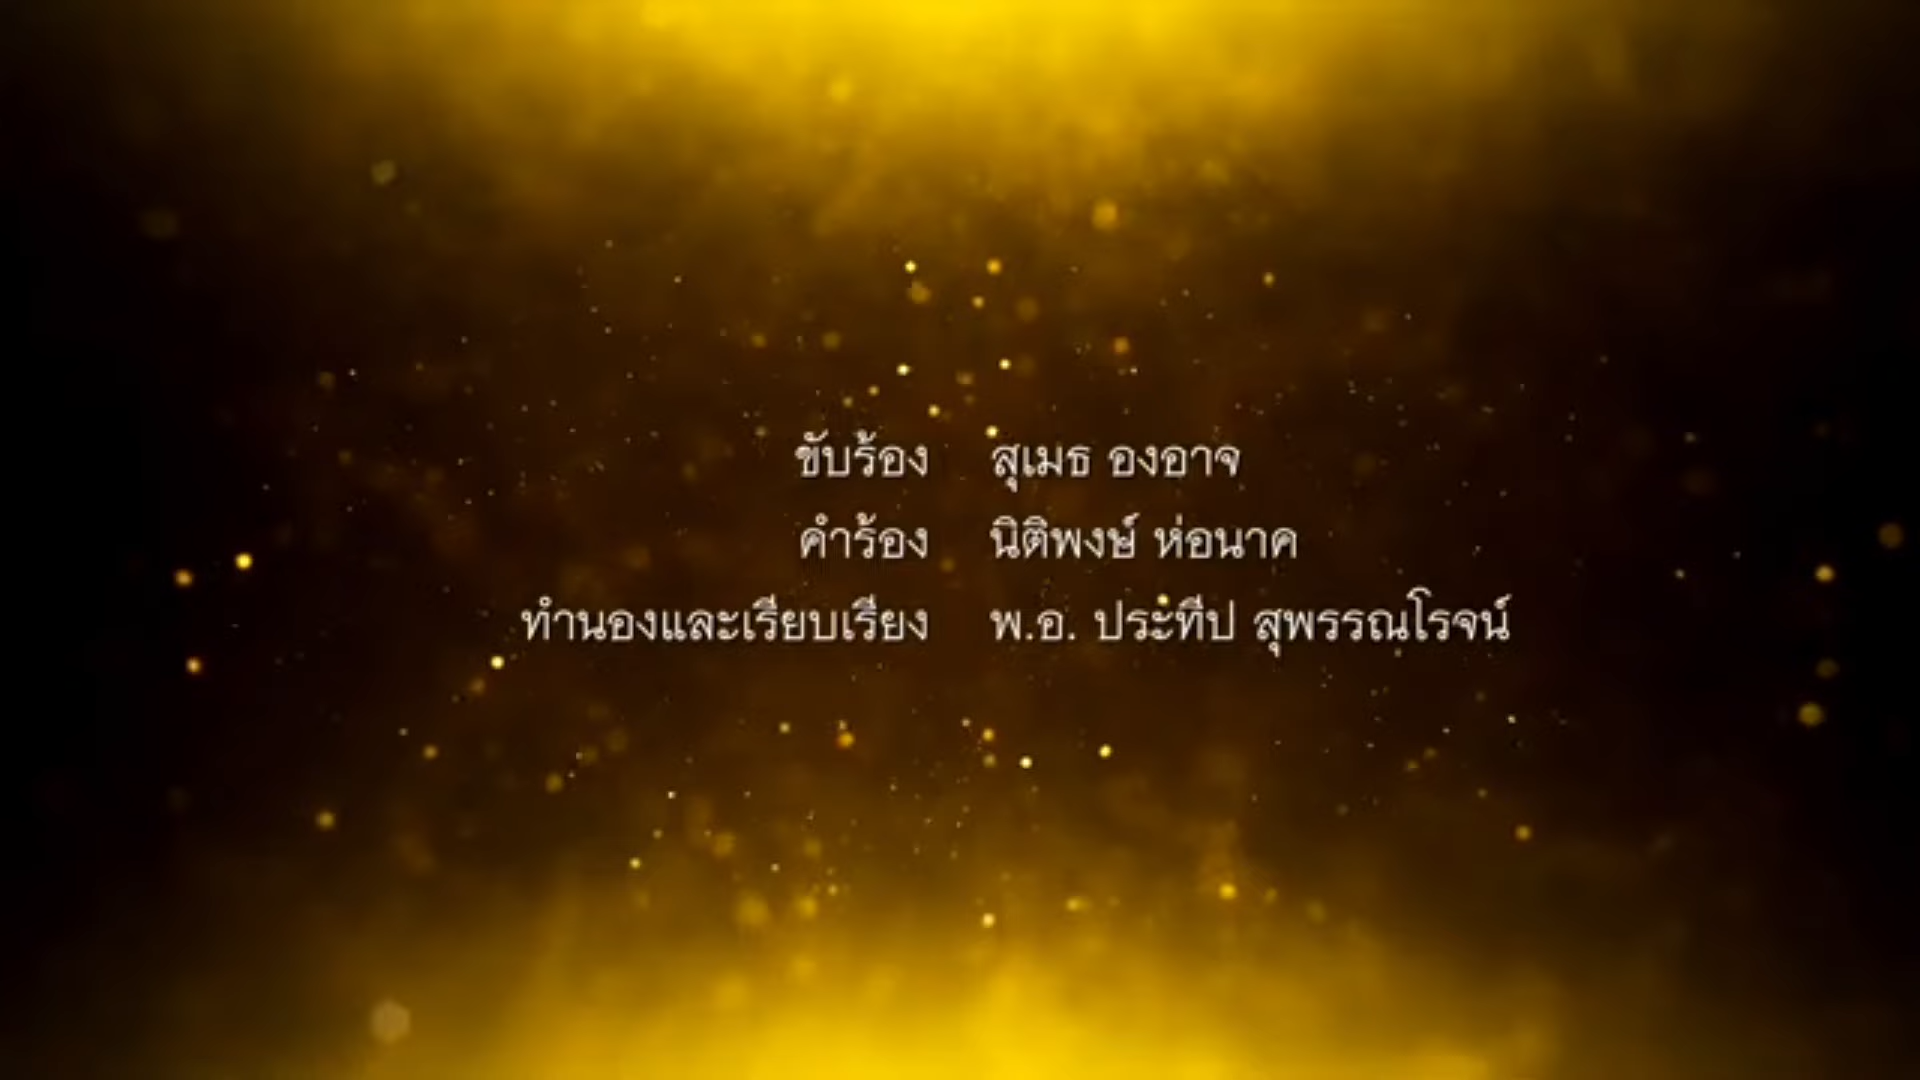 ขับร้อง สุเมธ องอาจ
คำร้อง นิติพงษ์ ห่อนาค
ทำนองและเรียบเรียง พ.อ. ประทีป สุพรรณโรจน์